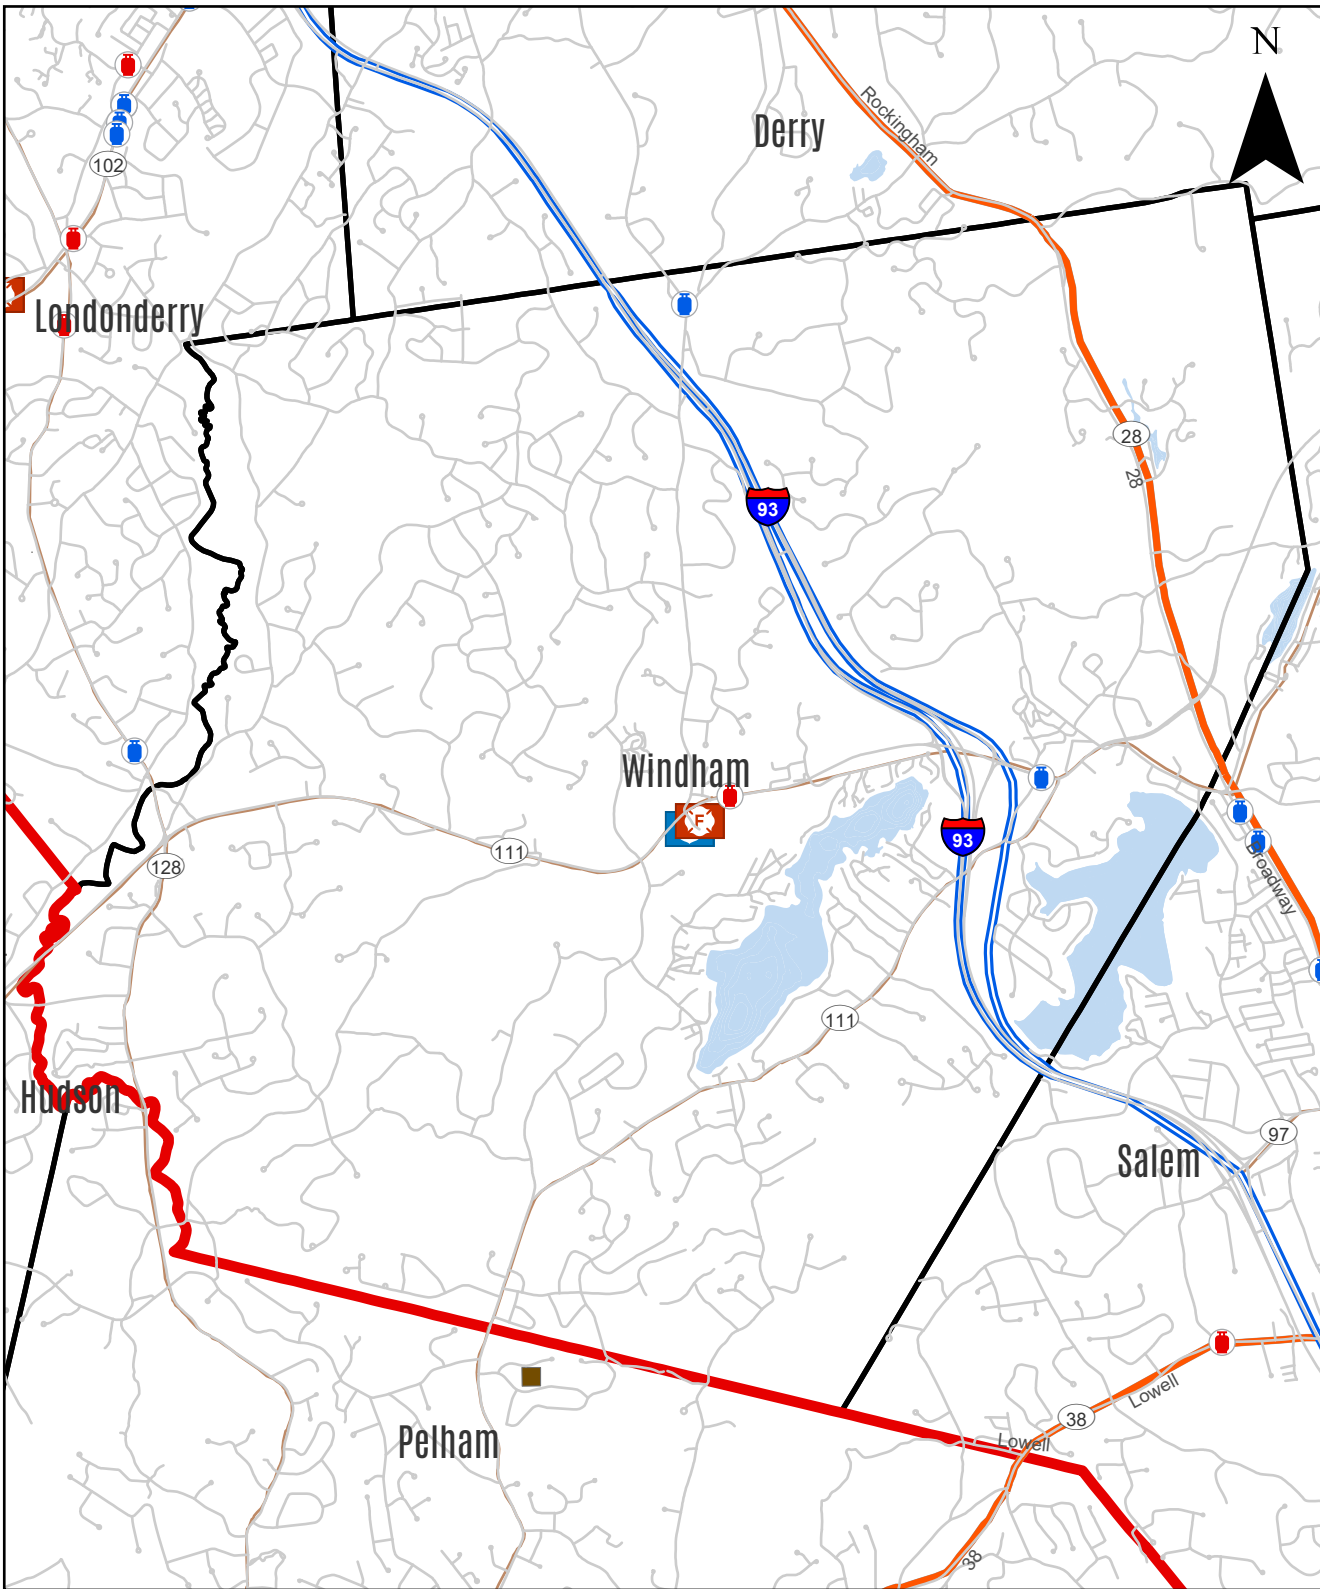 N
Rockingham
Derry
102
Londonderry
28
28
93
Windham
F
93
111
128
Broadway
111
Hudson
97
Salem
Lowell
38
Lowell
Pelham
38